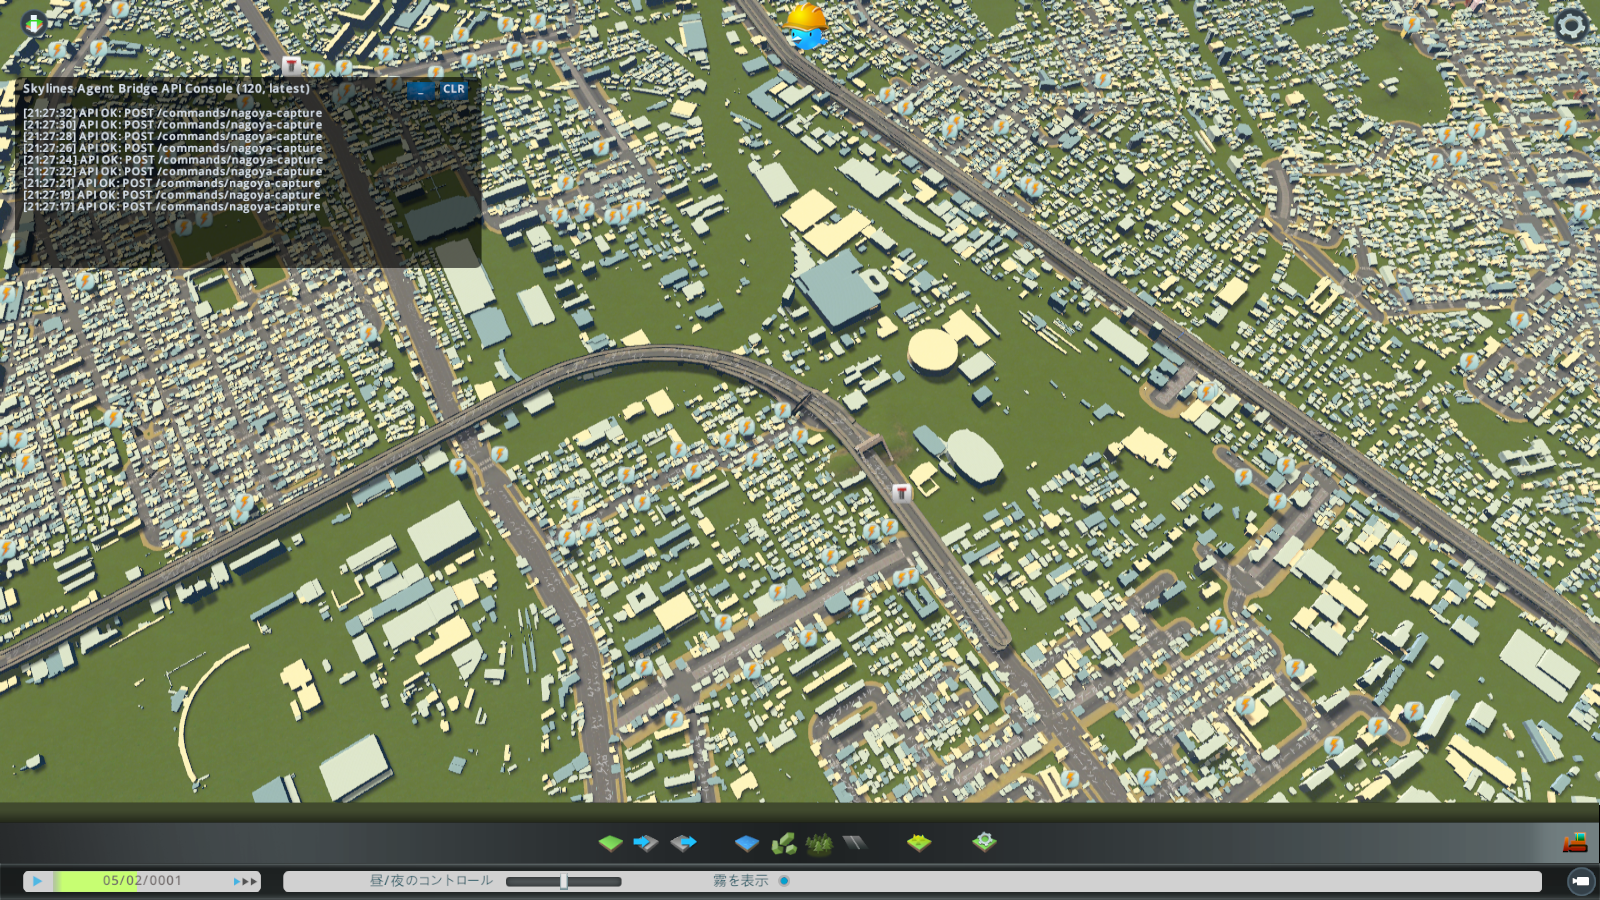 Skylines Agent Bridge API Console (120, latest)
_
CLR
[21:27:32] API OK: POST /commands/nagoya-capture
[21:27:30] API OK: POST /commands/nagoya-capture
[21:27:28] API OK: POST /commands/nagoya-capture
[21:27:26] API OK: POST /commands/nagoya-capture
[21:27:24] API OK: POST /commands/nagoya-capture
[21:27:22] API OK: POST /commands/nagoya-capture
[21:27:21] API OK: POST /commands/nagoya-capture
[21:27:19] API OK: POST /commands/nagoya-capture
[21:27:17] API OK: POST /commands/nagoya-capture
T
T
05/02/0001
昼/夜のコントロール
霧を表示